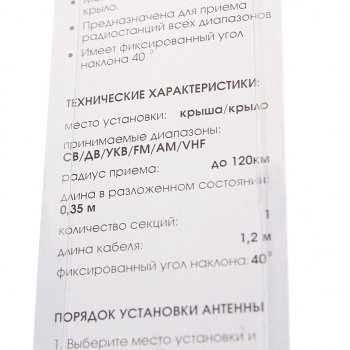 крыло.
• Предназначена для приема
радиостанций всех диапазонов
• Имеет фиксированный угол
наклона 40 °
ТЕХНИЧЕСКИЕ ХАРАКТЕРИСТИКИ:
место установки: крыша/крыло
принимаемые диапазоны:
СВ/ДВ/УКВ/FM/AM/VHF
радиус приема: до 120км
длина в разложенном состоянии:
0,35 м
количество секций: 1
длина кабеля: 1,2 м
фиксированный угол наклона: 40°
ПОРЯДОК УСТАНОВКИ АНТЕННЫ
1. Выберите место установки и